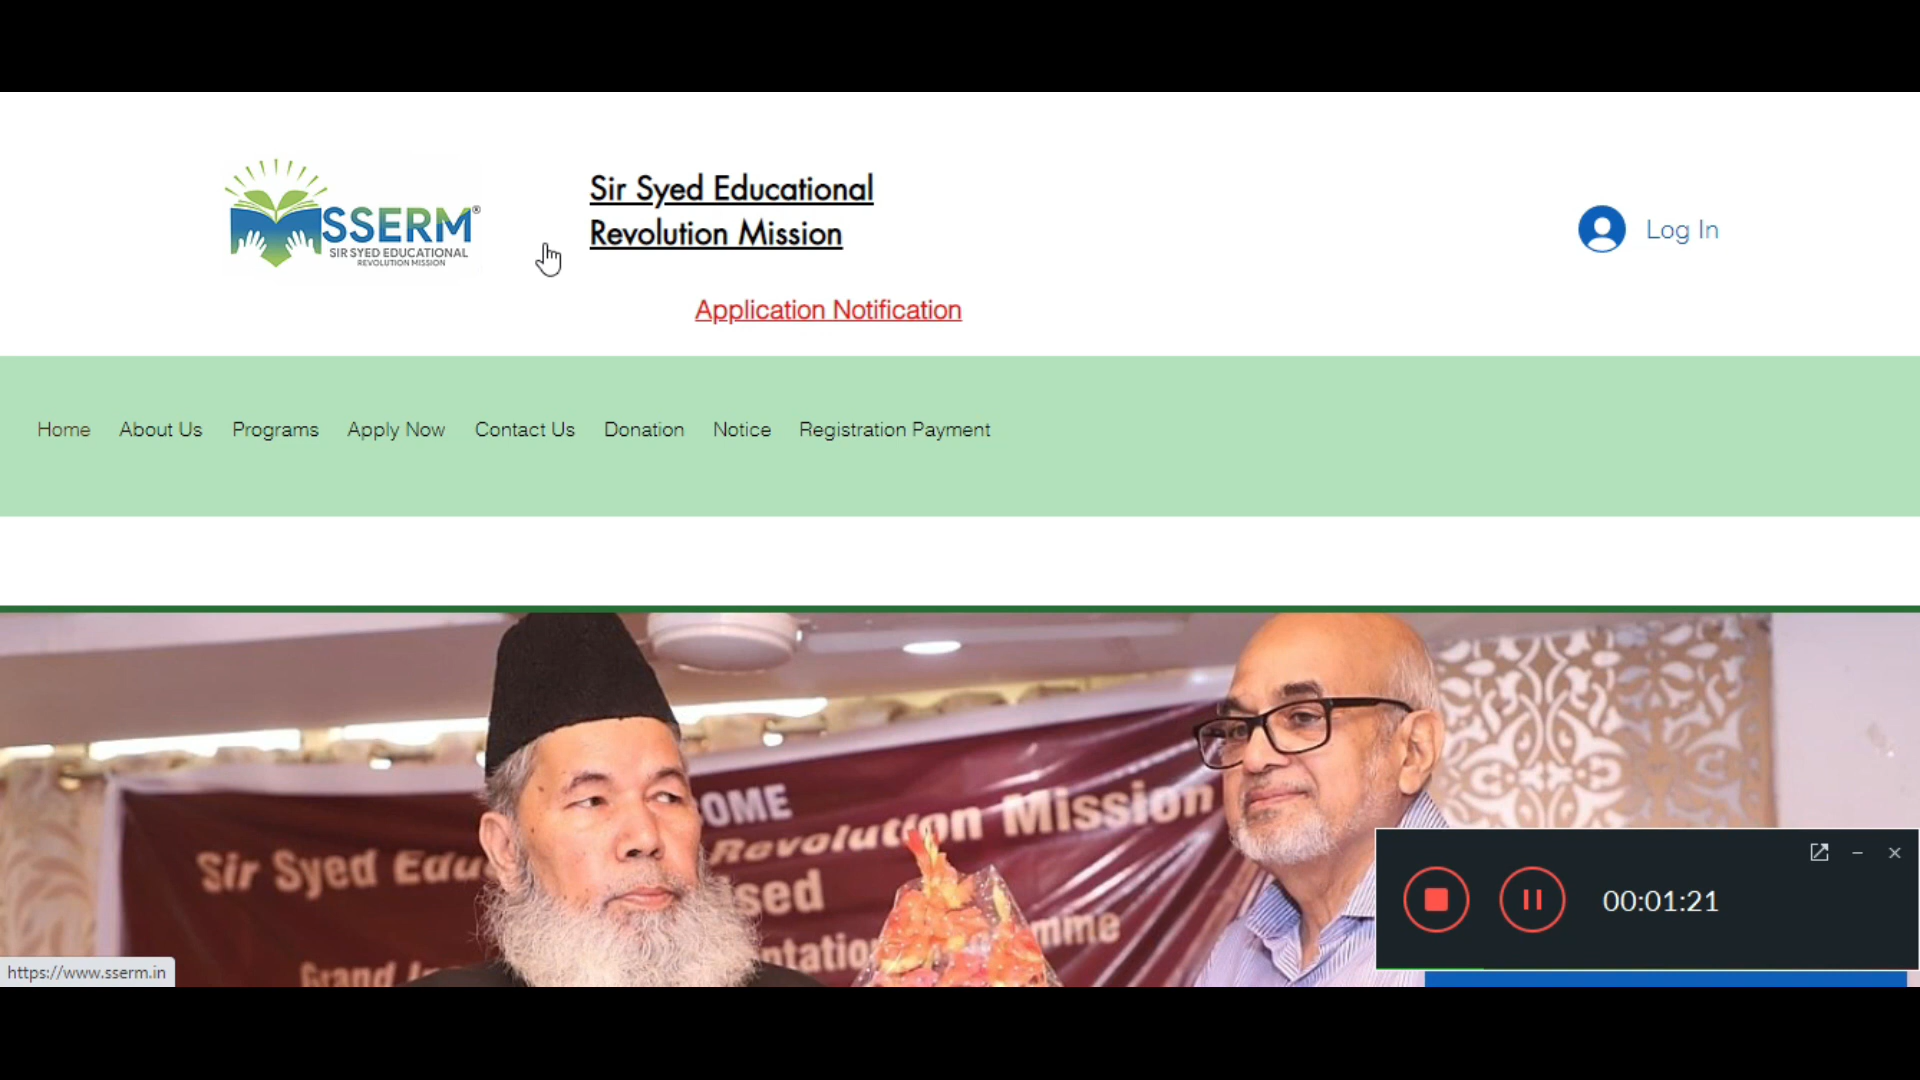 SSERM®
SIR SYED EDUCATIONAL
REVOLUTION MISSION
Sir Syed Educational
Revolution Mission
Log In
Application Notification
Home About Us Programs Apply Now Contact Us Donation Notice Registration Payment
OME
Sir Syed Edu Revolution Mission
sed
ntatio mme
Grand I
00:01:21
https://www.sserm.in